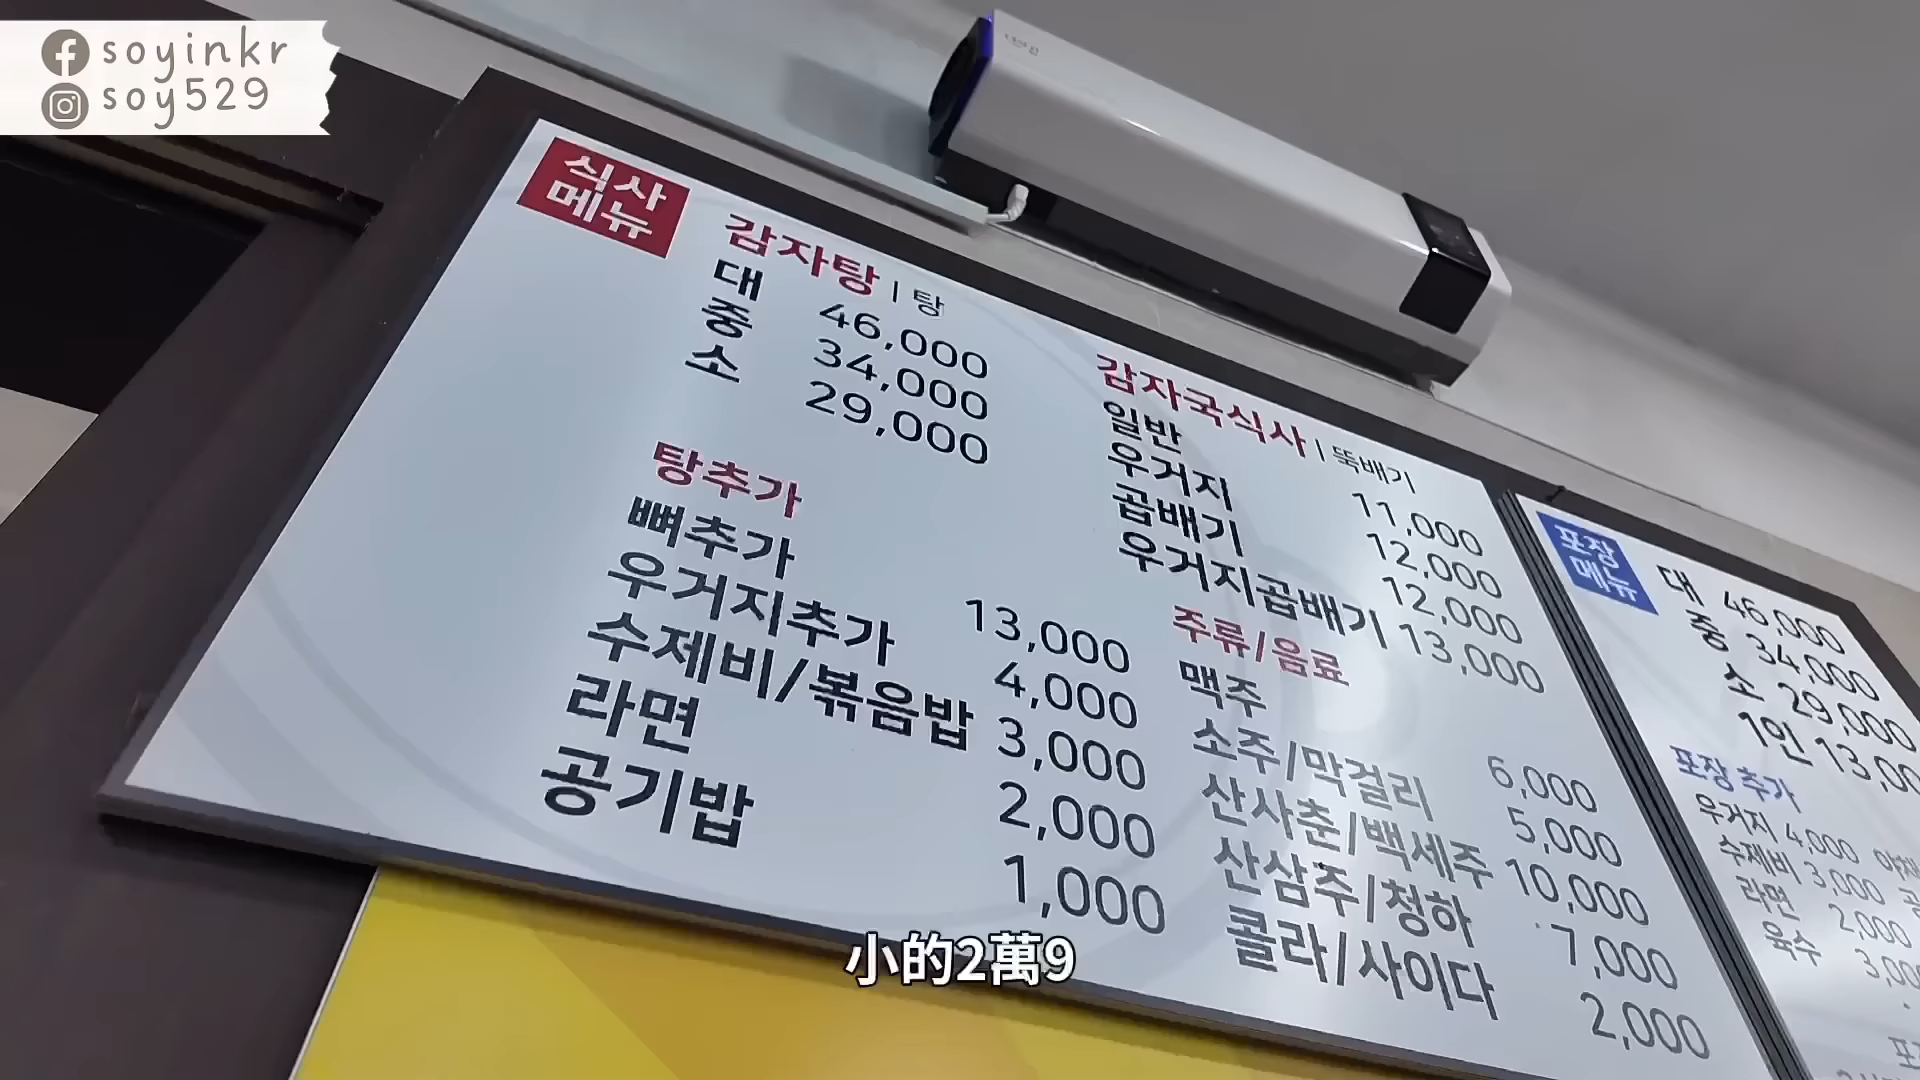 soyinkr
soy529
식사
메뉴
감자탕 | 탕
대 46,000
중 34,000
소 29,000
탕추가
뼈추가 13,000
우거지추가 4,000
수제비/볶음밥 3,000
라면 2,000
공기밥 1,000
감자국식사 | 뚝배기
일반 11,000
우거지 12,000
곱배기 12,000
우거지곱배기 13,000
주류/음료
맥주 6,000
소주/막걸리 5,000
산사춘/백세주 10,000
산삼주/청하 7,000
콜라/사이다 2,000
포장
메뉴
대 46,000
중 34,000
소 29,000
1인 13,00
포장 추가
우거지 4,000 야채
수제비 3,000
라면 2,000
육수 3,00
小的2萬9